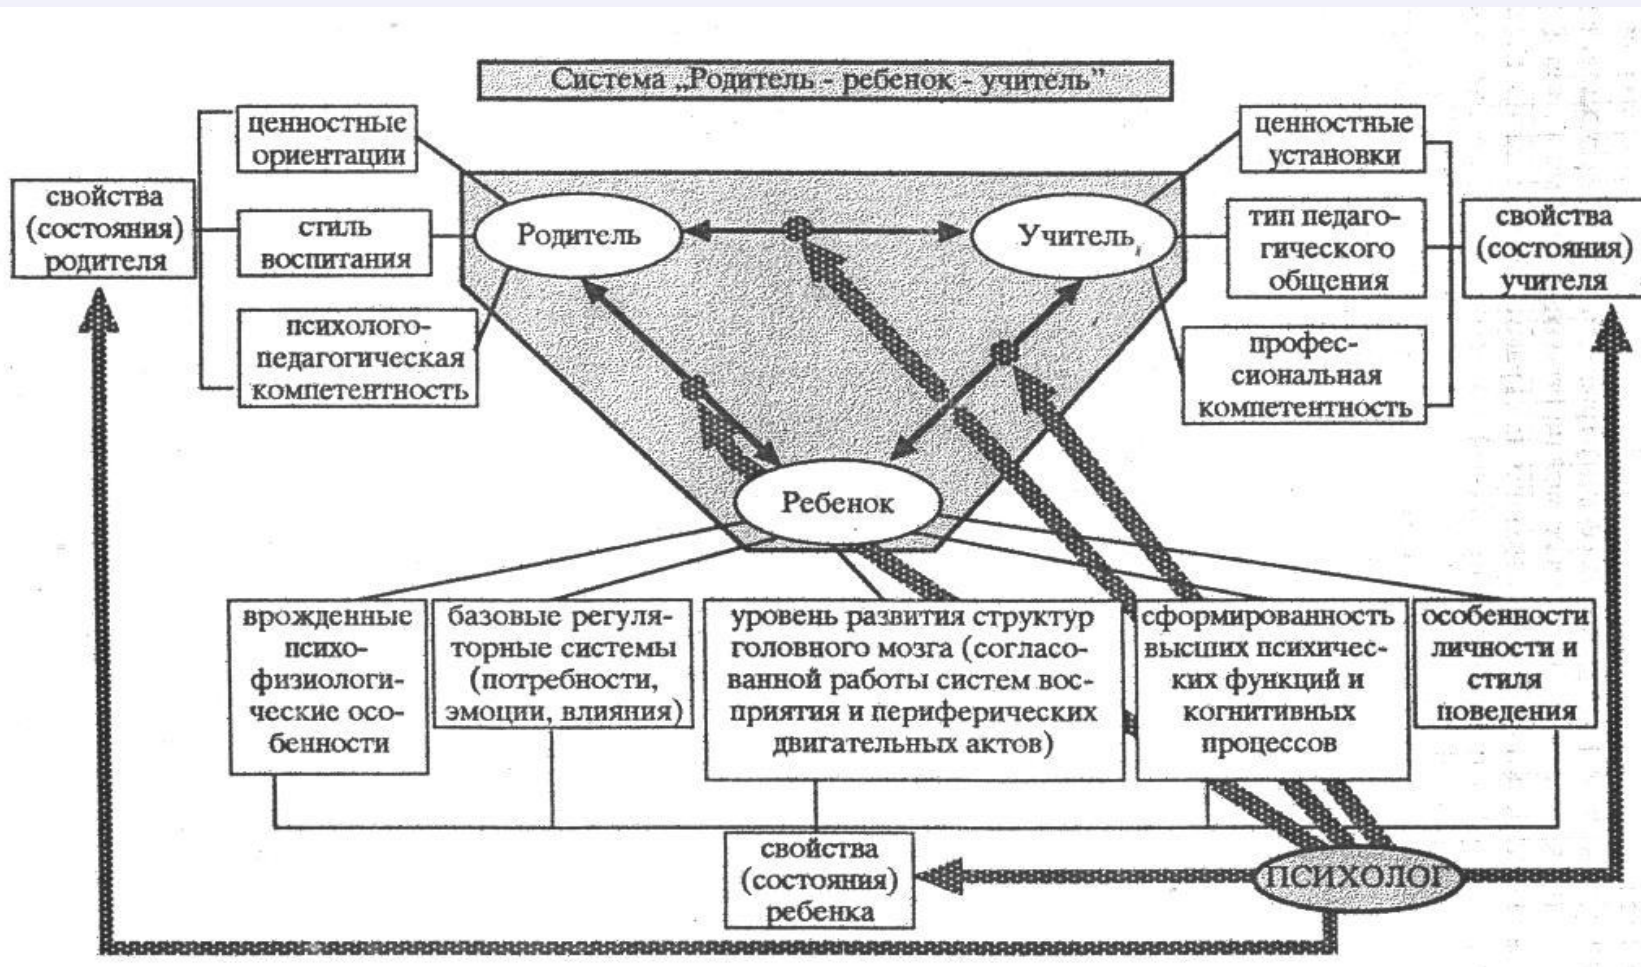 Система „Родитель - ребенок - учитель”
ценностные
ориентации
свойства
(состояния)
родителя
стиль
воспитания
психолого-
педагогическая
компетентность
Родитель
Учитель
Ребенок
ценностные
установки
тип педаго-
гического
общения
профес-
сиональная
компетентность
свойства
(состояния)
учителя
врожденные
психо-
физиологи-
ческие осо-
бенности
базовые регуля-
торные системы
(потребности,
эмоции, влияния)
уровень развития структур
головного мозга (согласо-
ванной работы систем вос-
приятия и периферических
двигательных актов)
сформированность
высших психичес-
ких функций и
когнитивных
процессов
особенности
личности и
стиля
поведения
свойства
(состояния)
ребенка
ПСИХОЛОГ